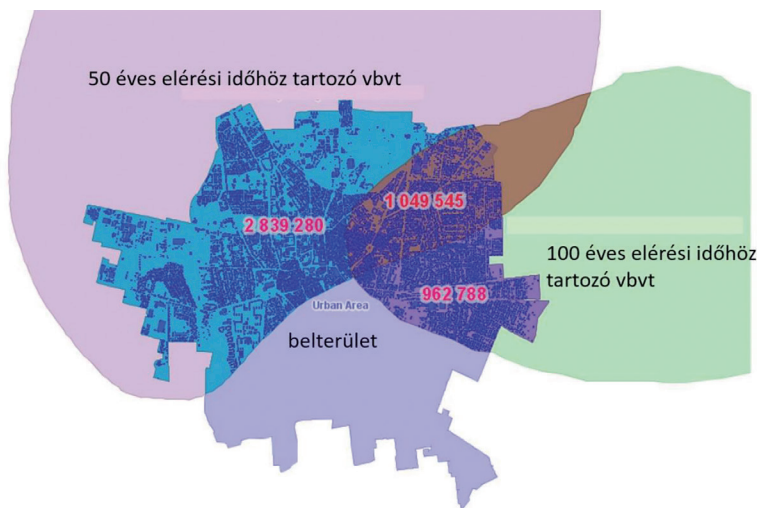 50 éves elérési időhöz tartozó vbvt
1 049 545
2 839 280
100 éves elérési időhöz
tartozó vbvt
962 788
Urban Area
belterület